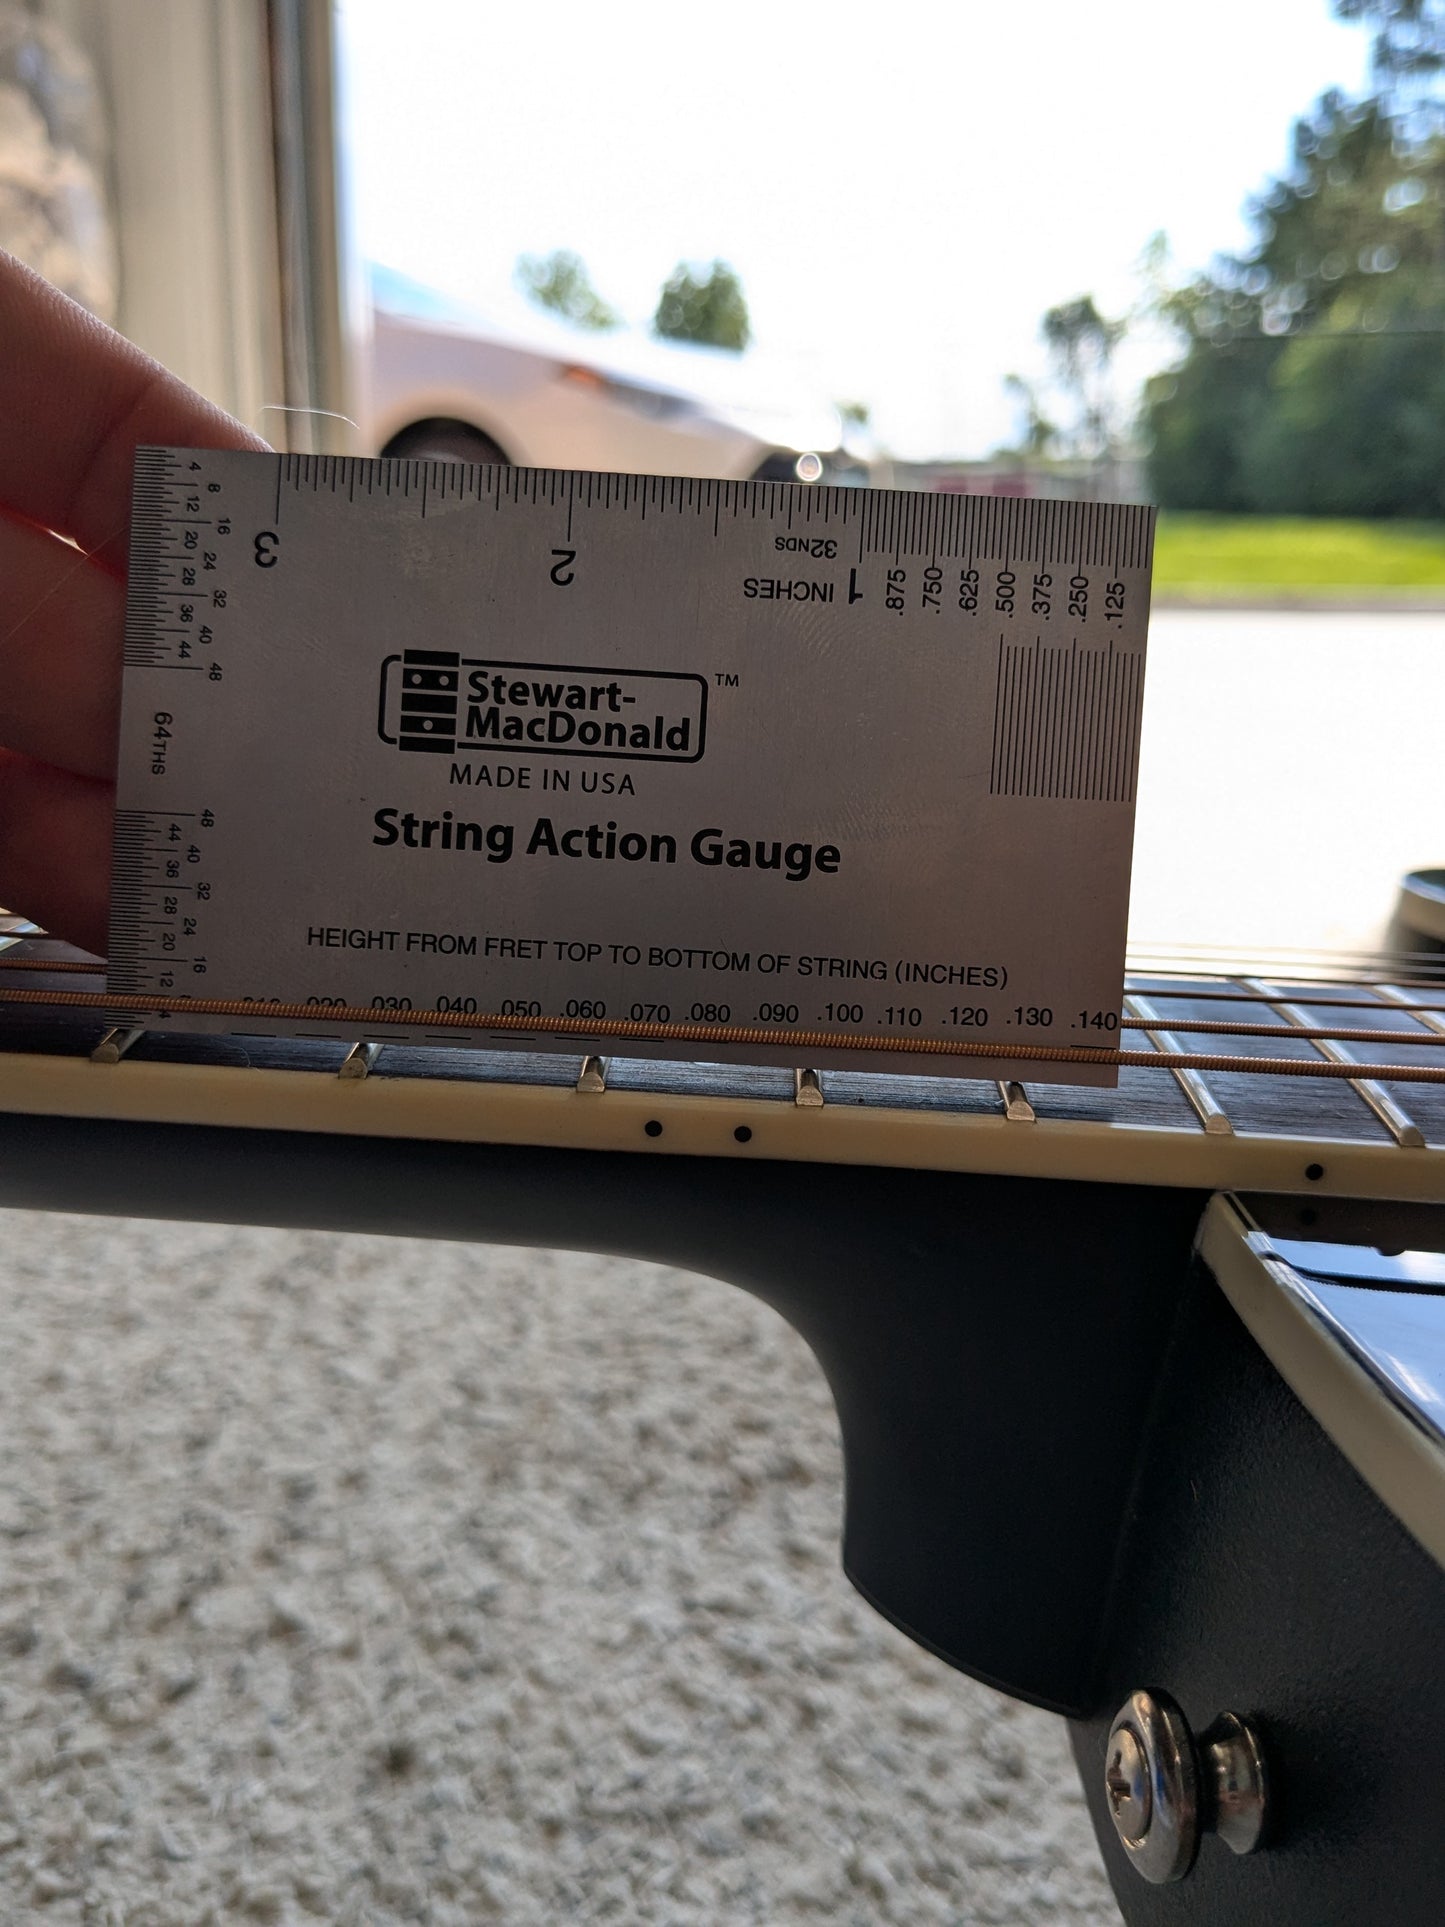 4 8 12 16 20 24 28 32 36 40 44 48
64THS
48 44 40 36 32 28 24 20 16 12
3 2 1
32NDS
INCHES
.875 .750 .625 .500 .375 .250 .125
Stewart-
MacDonald
TM
MADE IN USA
String Action Gauge
HEIGHT FROM FRET TOP TO BOTTOM OF STRING (INCHES)
.020 .030 .040 .050 .060 .070 .080 .090 .100 .110 .120 .130 .140